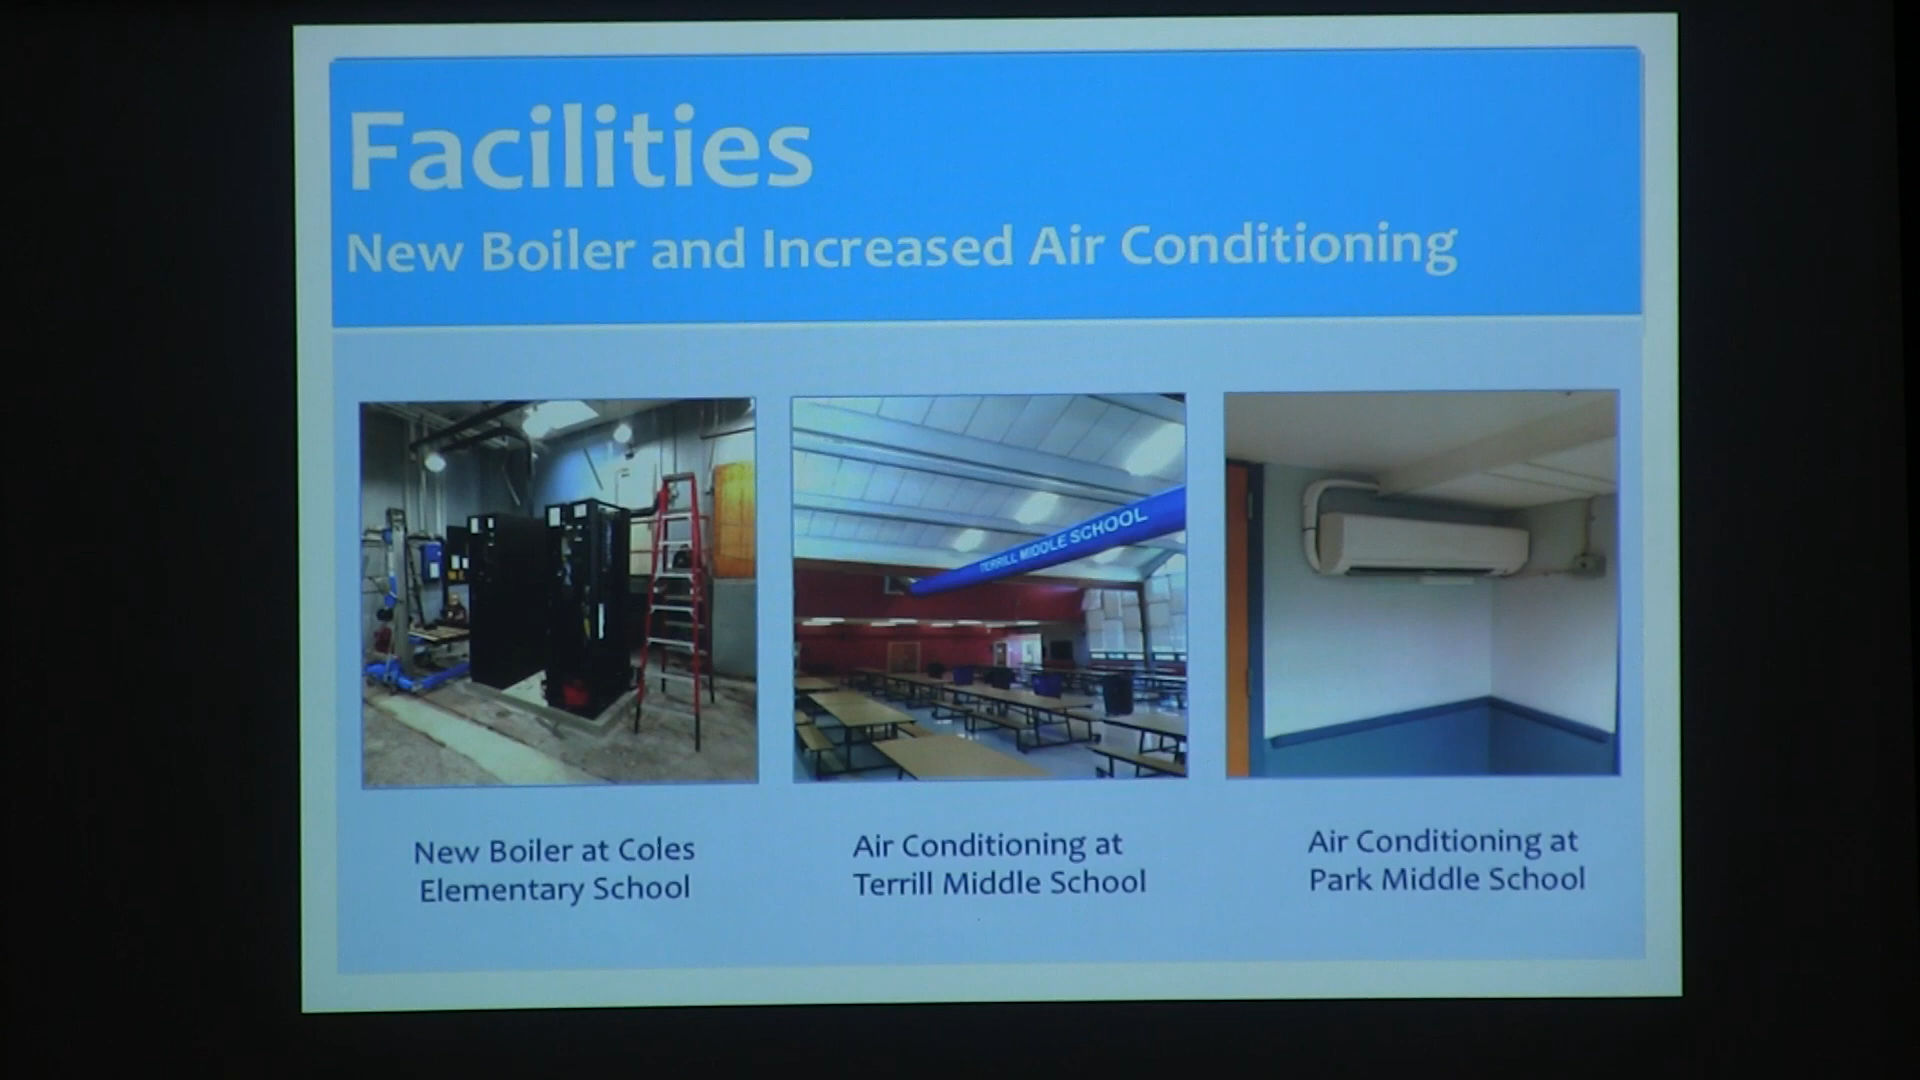 Facilities
New Boiler and Increased Air Conditioning
TERRILL MIDDLE SCHOOL
New Boiler at Coles
Elementary School
Air Conditioning at
Terrill Middle School
Air Conditioning at
Park Middle School